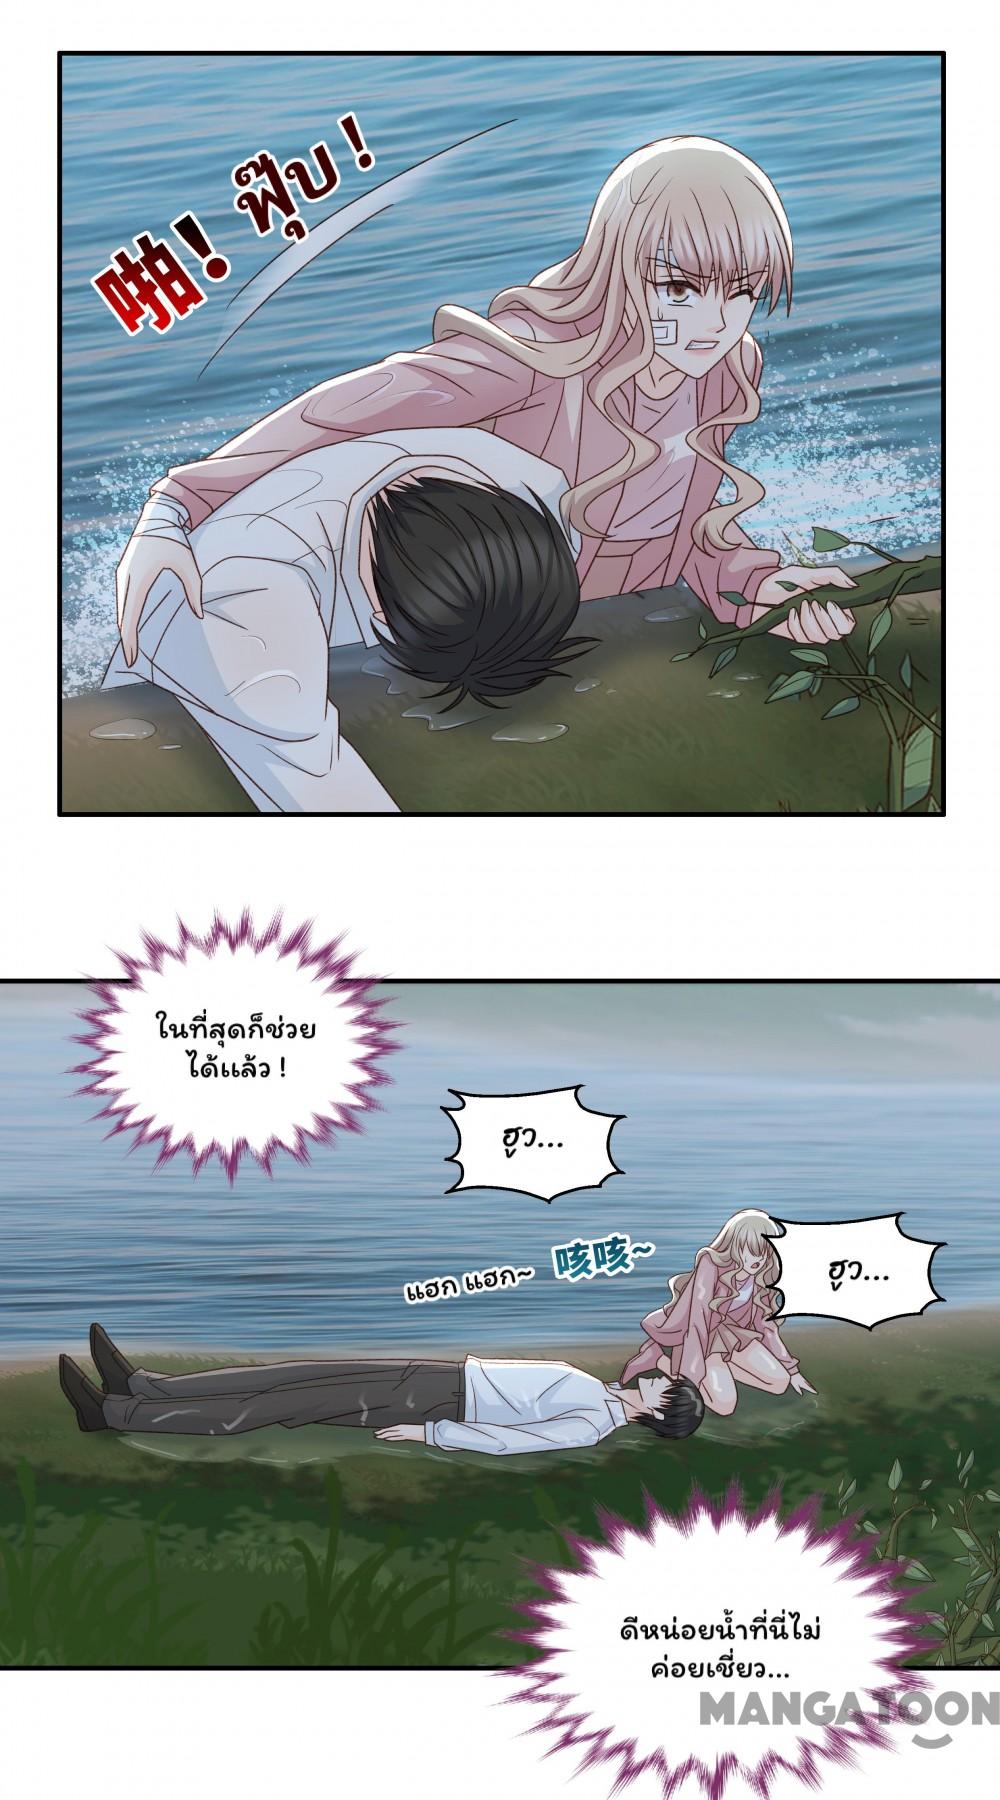 啪! ฟุ๊บ !
ในที่สุดก็ช่วย
ได้แล้ว !
ฮูว...
ฮูว...
แฮก แฮก~ 咳咳~
ดีหน่อยน้ำที่นี่ไม่
ค่อยเชี่ยว...
MANGATOON